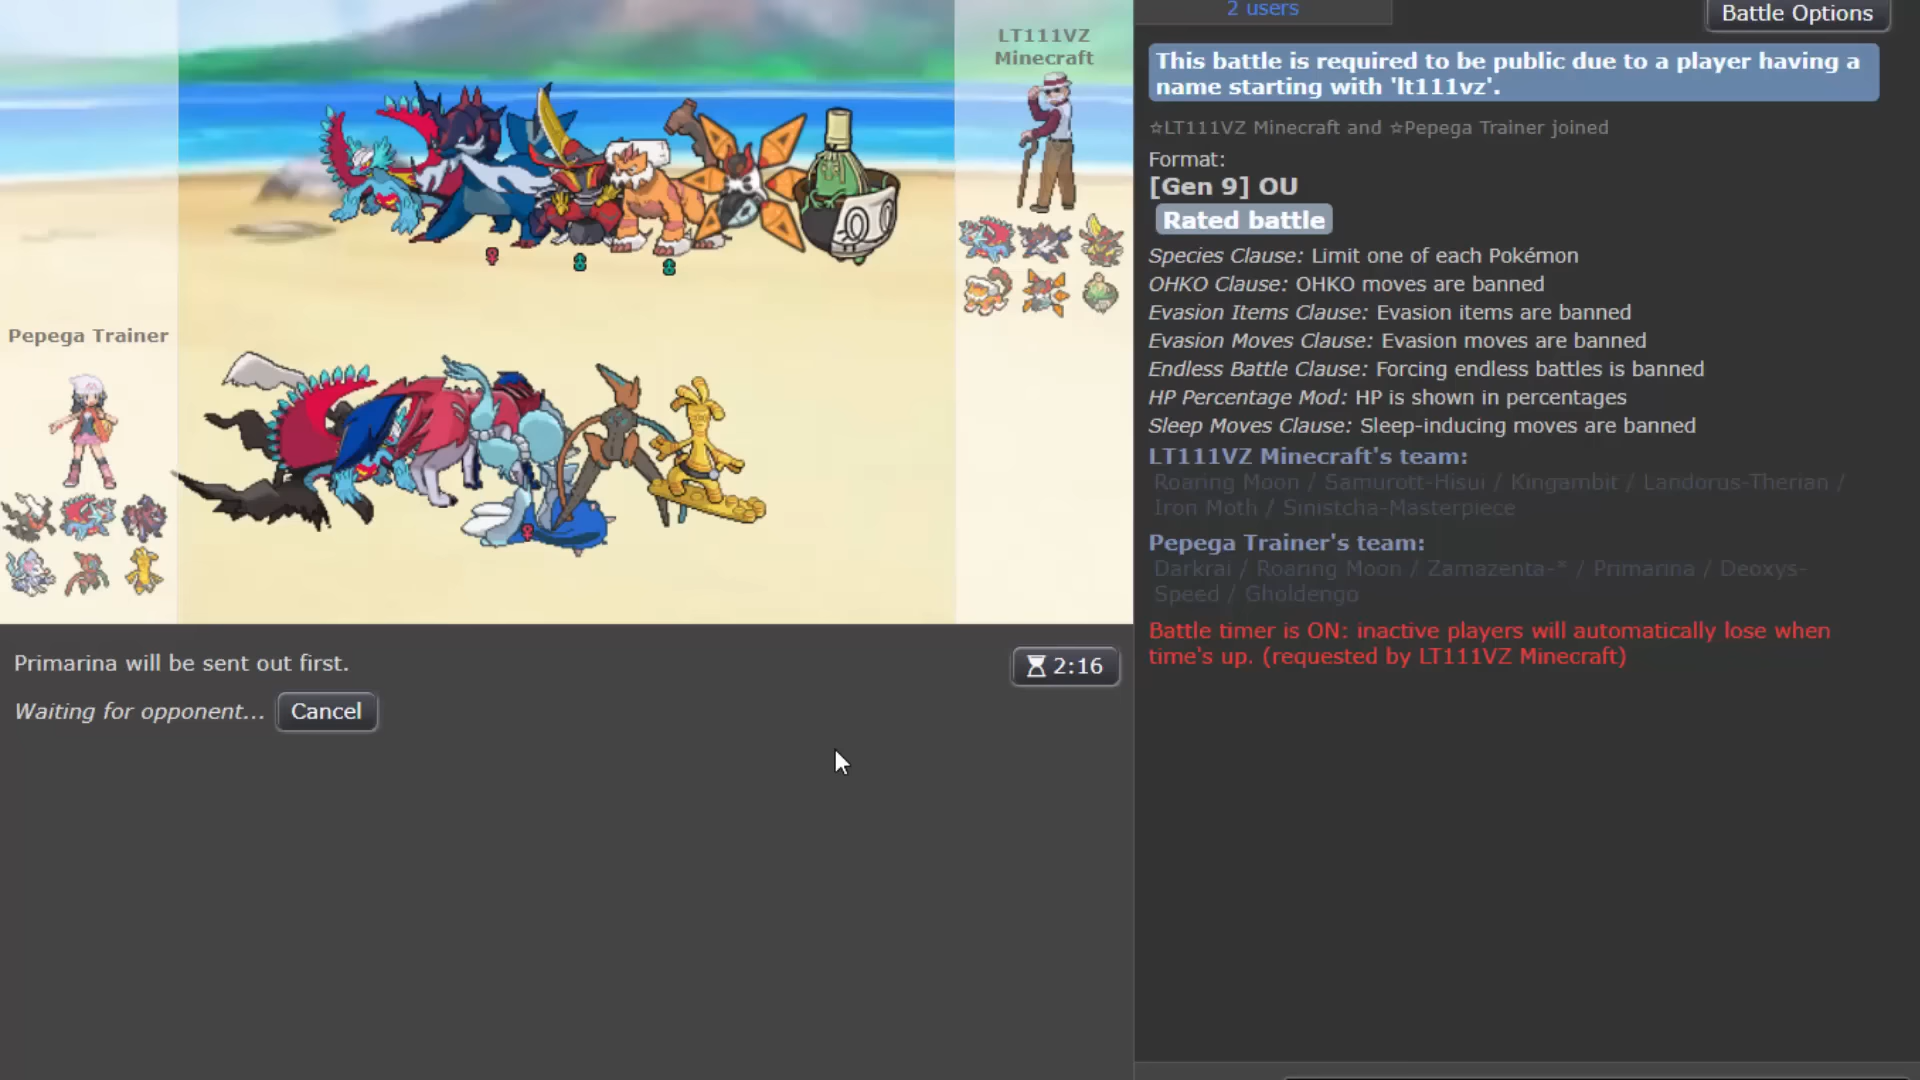 2 users
Battle Options
LT111VZ
Minecraft
This battle is required to be public due to a player having a
name starting with 'lt111vz'.
☆LT111VZ Minecraft and ☆Pepega Trainer joined
Format:
[Gen 9] OU
Rated battle
Species Clause: Limit one of each Pokémon
OHKO Clause: OHKO moves are banned
Evasion Items Clause: Evasion items are banned
Evasion Moves Clause: Evasion moves are banned
Endless Battle Clause: Forcing endless battles is banned
HP Percentage Mod: HP is shown in percentages
Sleep Moves Clause: Sleep-inducing moves are banned
LT111VZ Minecraft's team:
Roaring Moon / Samurott-Hisui / Kingambit / Landorus-Therian /
Iron Moth / Sinistcha-Masterpiece
Pepega Trainer's team:
Darkrai / Roaring Moon / Zamazenta-* / Primarina / Deoxys-
Speed / Gholdengo
Battle timer is ON: inactive players will automatically lose when
time's up. (requested by LT111VZ Minecraft)
Pepega Trainer
Primarina will be sent out first.
2:16
Waiting for opponent...
Cancel